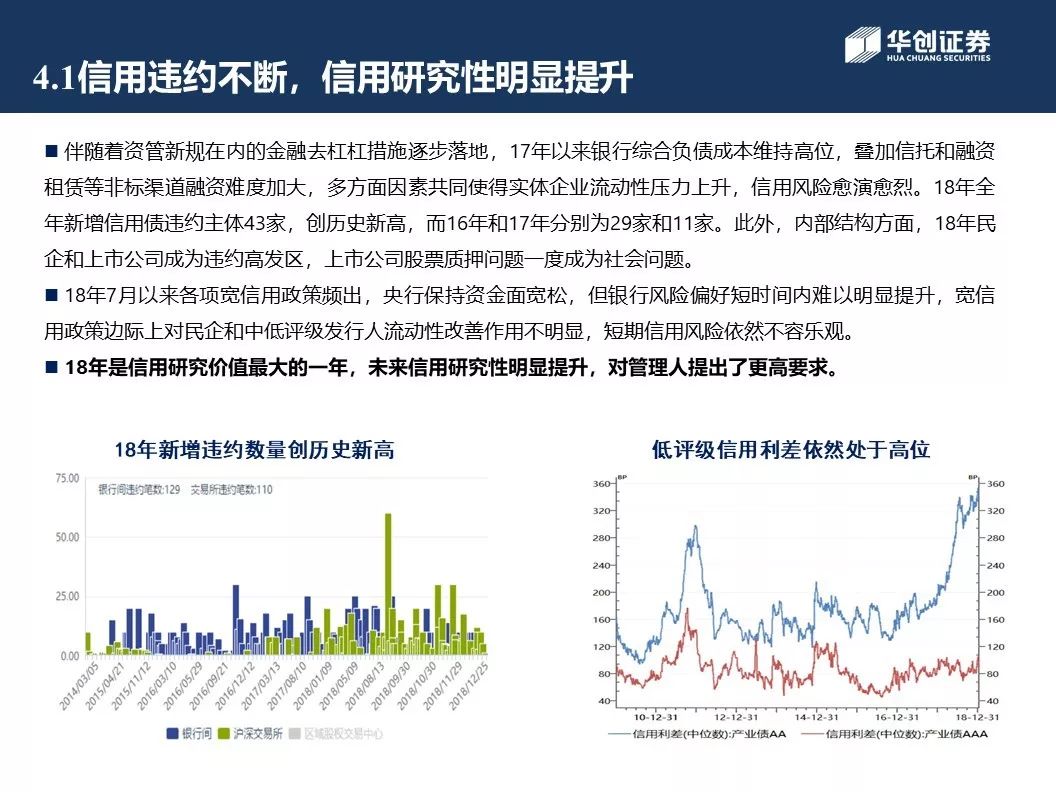 华创证券
HUA CHUANG SECURITIES
4.1信用违约不断，信用研究性明显提升
■ 伴随着资管新规在内的金融去杠杠措施逐步落地，17年以来银行综合负债成本维持高位，叠加信托和融资
租赁等非标渠道融资难度加大，多方面因素共同使得实体企业流动性压力上升，信用风险愈演愈烈。18年全
年新增信用债违约主体43家，创历史新高，而16年和17年分别为29家和11家。此外，内部结构方面，18年民
企和上市公司成为违约高发区，上市公司股票质押问题一度成为社会问题。
■ 18年7月以来各项宽信用政策频出，央行保持资金面宽松，但银行风险偏好短时间内难以明显提升，宽信
用政策边际上对民企和中低评级发行人流动性改善作用不明显，短期信用风险依然不容乐观。
■ 18年是信用研究价值最大的一年，未来信用研究性明显提升，对管理人提出了更高要求。
18年新增违约数量创历史新高
75.00
银行间违约笔数:129 交易所违约笔数:110
50.00
25.00
0.00
2014/03/05 2015/04/21 2015/11/12 2016/03/10 2016/05/29 2016/09/21 2016/12/12 2017/03/13 2017/08/10 2018/01/09 2018/05/09 2018/08/13 2018/09/30 2018/10/30 2018/11/29 2018/12/25
银行间 沪深交易所 区域股权交易中心
低评级信用利差依然处于高位
BP BP
360 360
320 320
280 280
240 240
200 200
160 160
120 120
80 80
40 40
10-12-31 12-12-31 14-12-31 16-12-31 18-12-31
信用利差(中位数):产业债AA 信用利差(中位数):产业债AAA